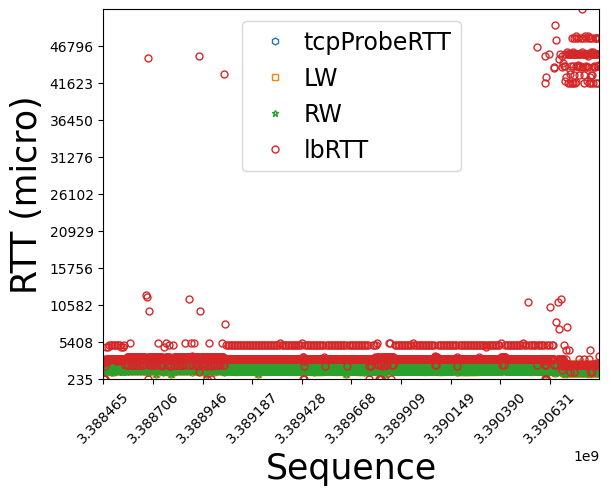 RTT (micro)
46796
41623
36450
31276
26102
20929
15756
10582
5408
235
tcpProbeRTT
LW
RW
lbRTT
3.388465
3.388706
3.388946
3.389187
3.389428
3.389668
3.389909
3.390149
3.390390
3.390631
1e9
Sequence